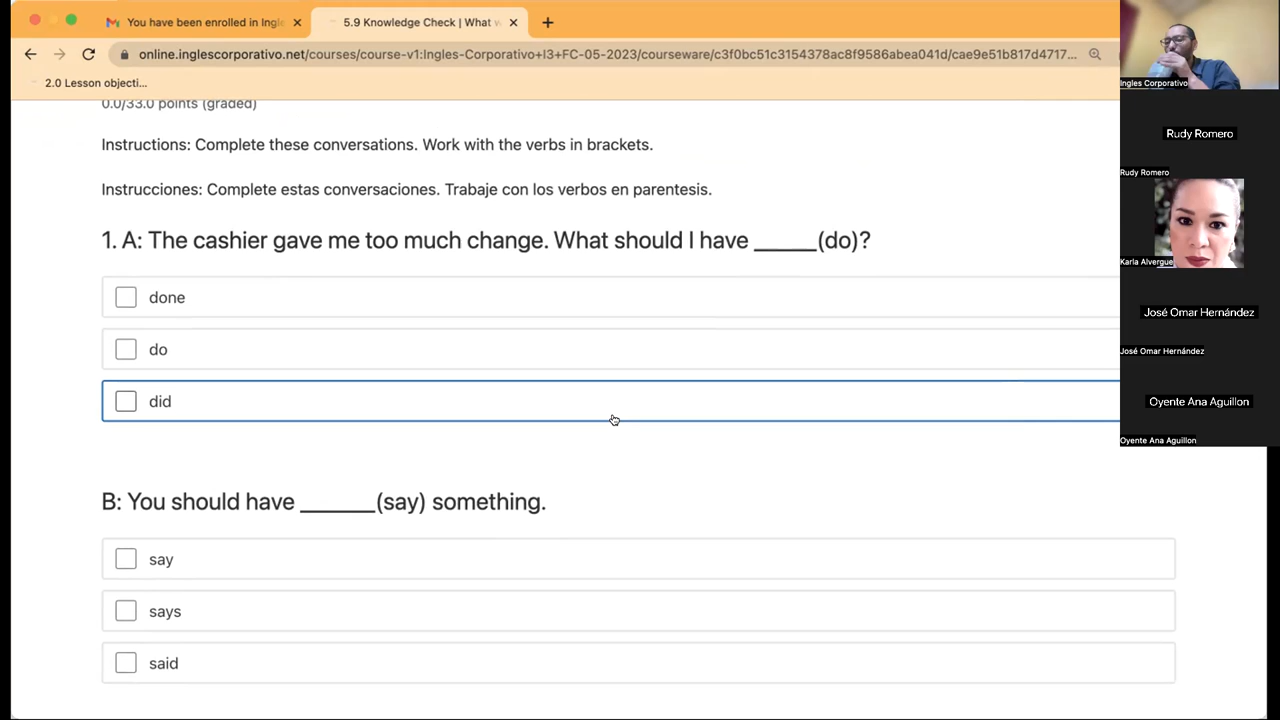 You have been enrolled in Ingle
5.9 Knowledge Check | What w
online.inglescorporativo.net/courses/course-v1:Ingles-Corporativo+I3+FC-05-2023/courseware/c3f0bc51c3154378ac8f9586abea041d/cae9e51b817d4717...
2.0 Lesson objecti...
0.0/33.0 points (graded)
Instructions: Complete these conversations. Work with the verbs in brackets.
Instrucciones: Complete estas conversaciones. Trabaje con los verbos en parentesis.
1. A: The cashier gave me too much change. What should I have _____(do)?
done
do
did
B: You should have ______(say) something.
say
says
said
Ingles Corporativo
Rudy Romero
Rudy Romero
Karla Alvergue
José Omar Hernández
José Omar Hernández
Oyente Ana Aguillon
Oyente Ana Aguillon